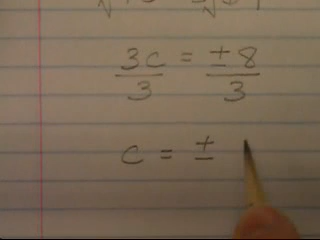 3c = ±8
3 3
c = ±